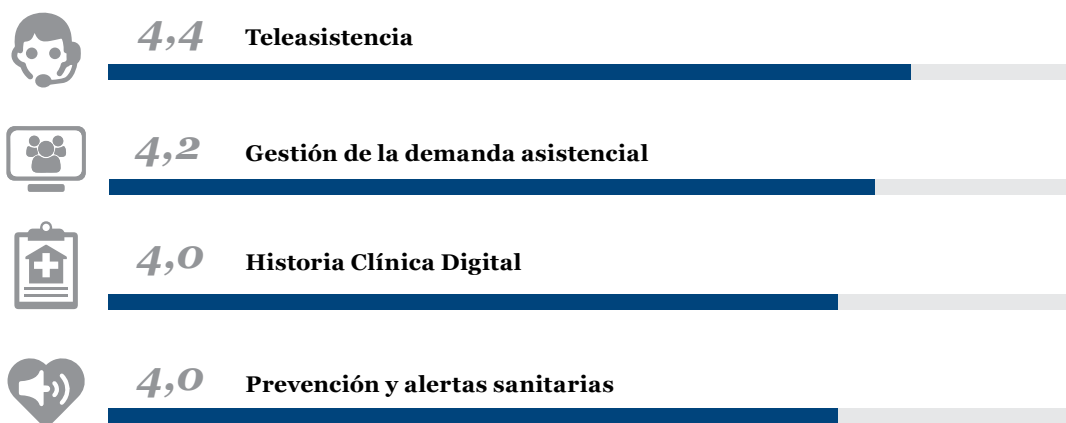 4,4 Teleasistencia
4,2 Gestión de la demanda asistencial
4,0 Historia Clínica Digital
4,0 Prevención y alertas sanitarias